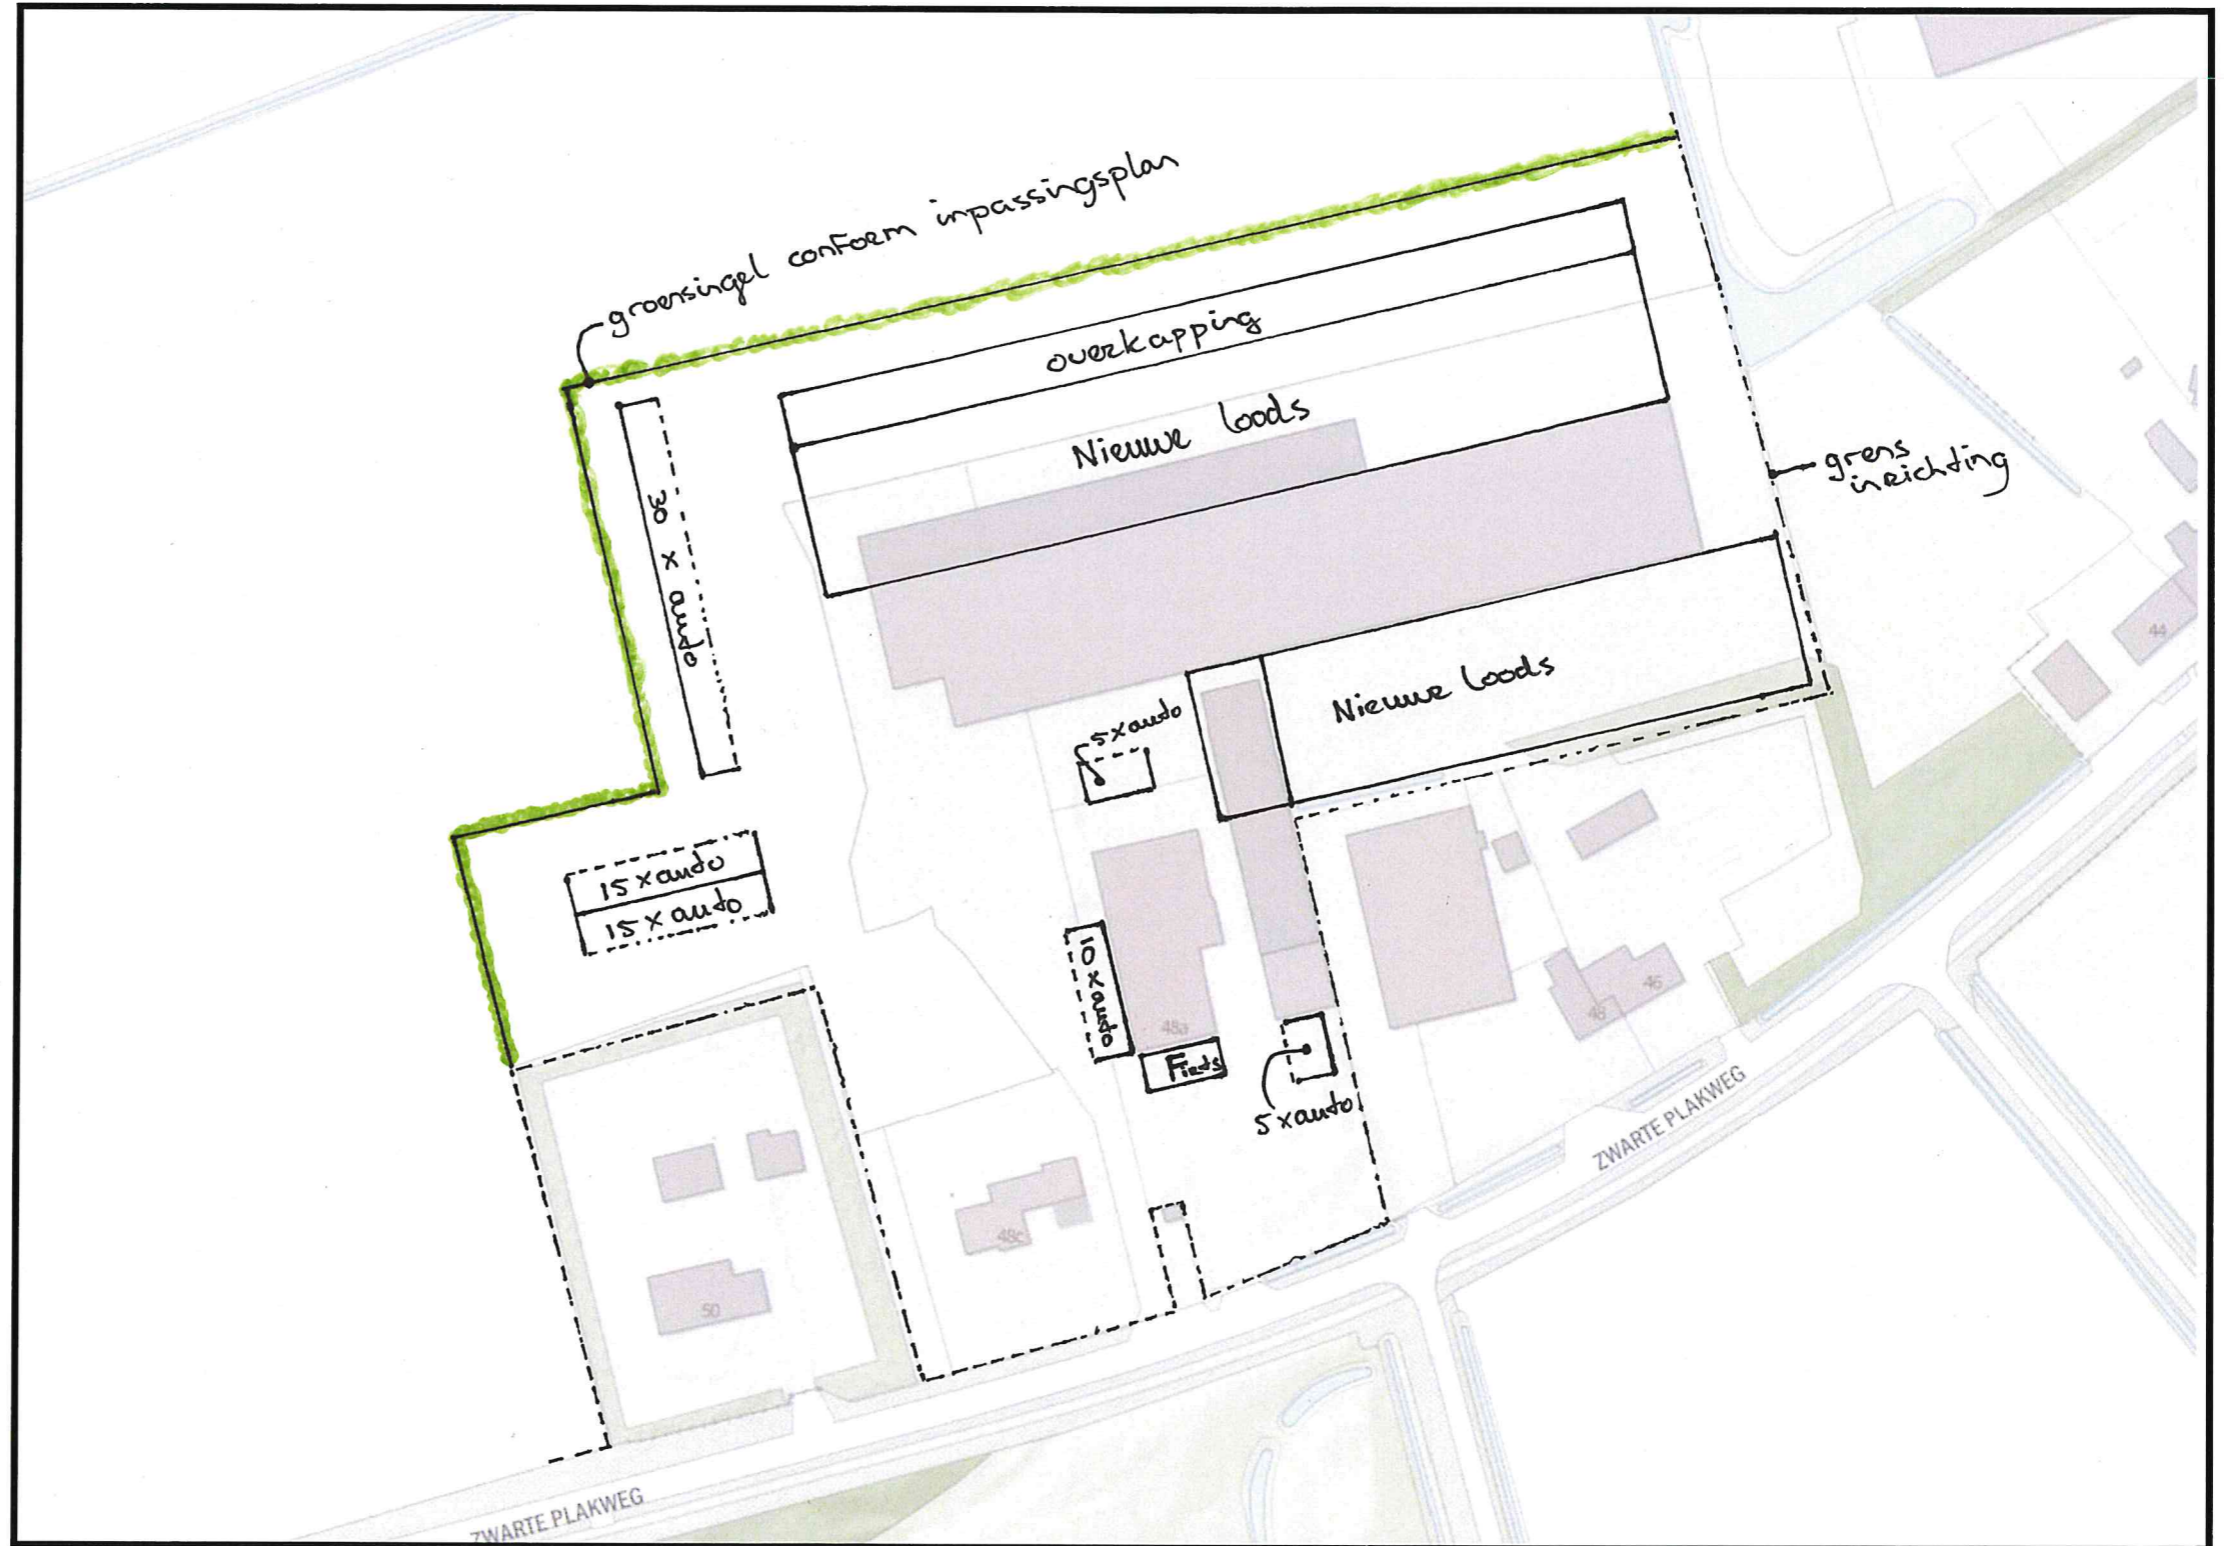 groensingel conform inpassingsplan
overkapping
Nieuwe loods
grens
inrichting
30 x auto
Nieuwe loods
5 x auto
15 x auto
15 x auto
10 x auto
48a
Fiets
5 x auto
44
46
48
48c
50
ZWARTE PLAKWEG
ZWARTE PLAKWEG